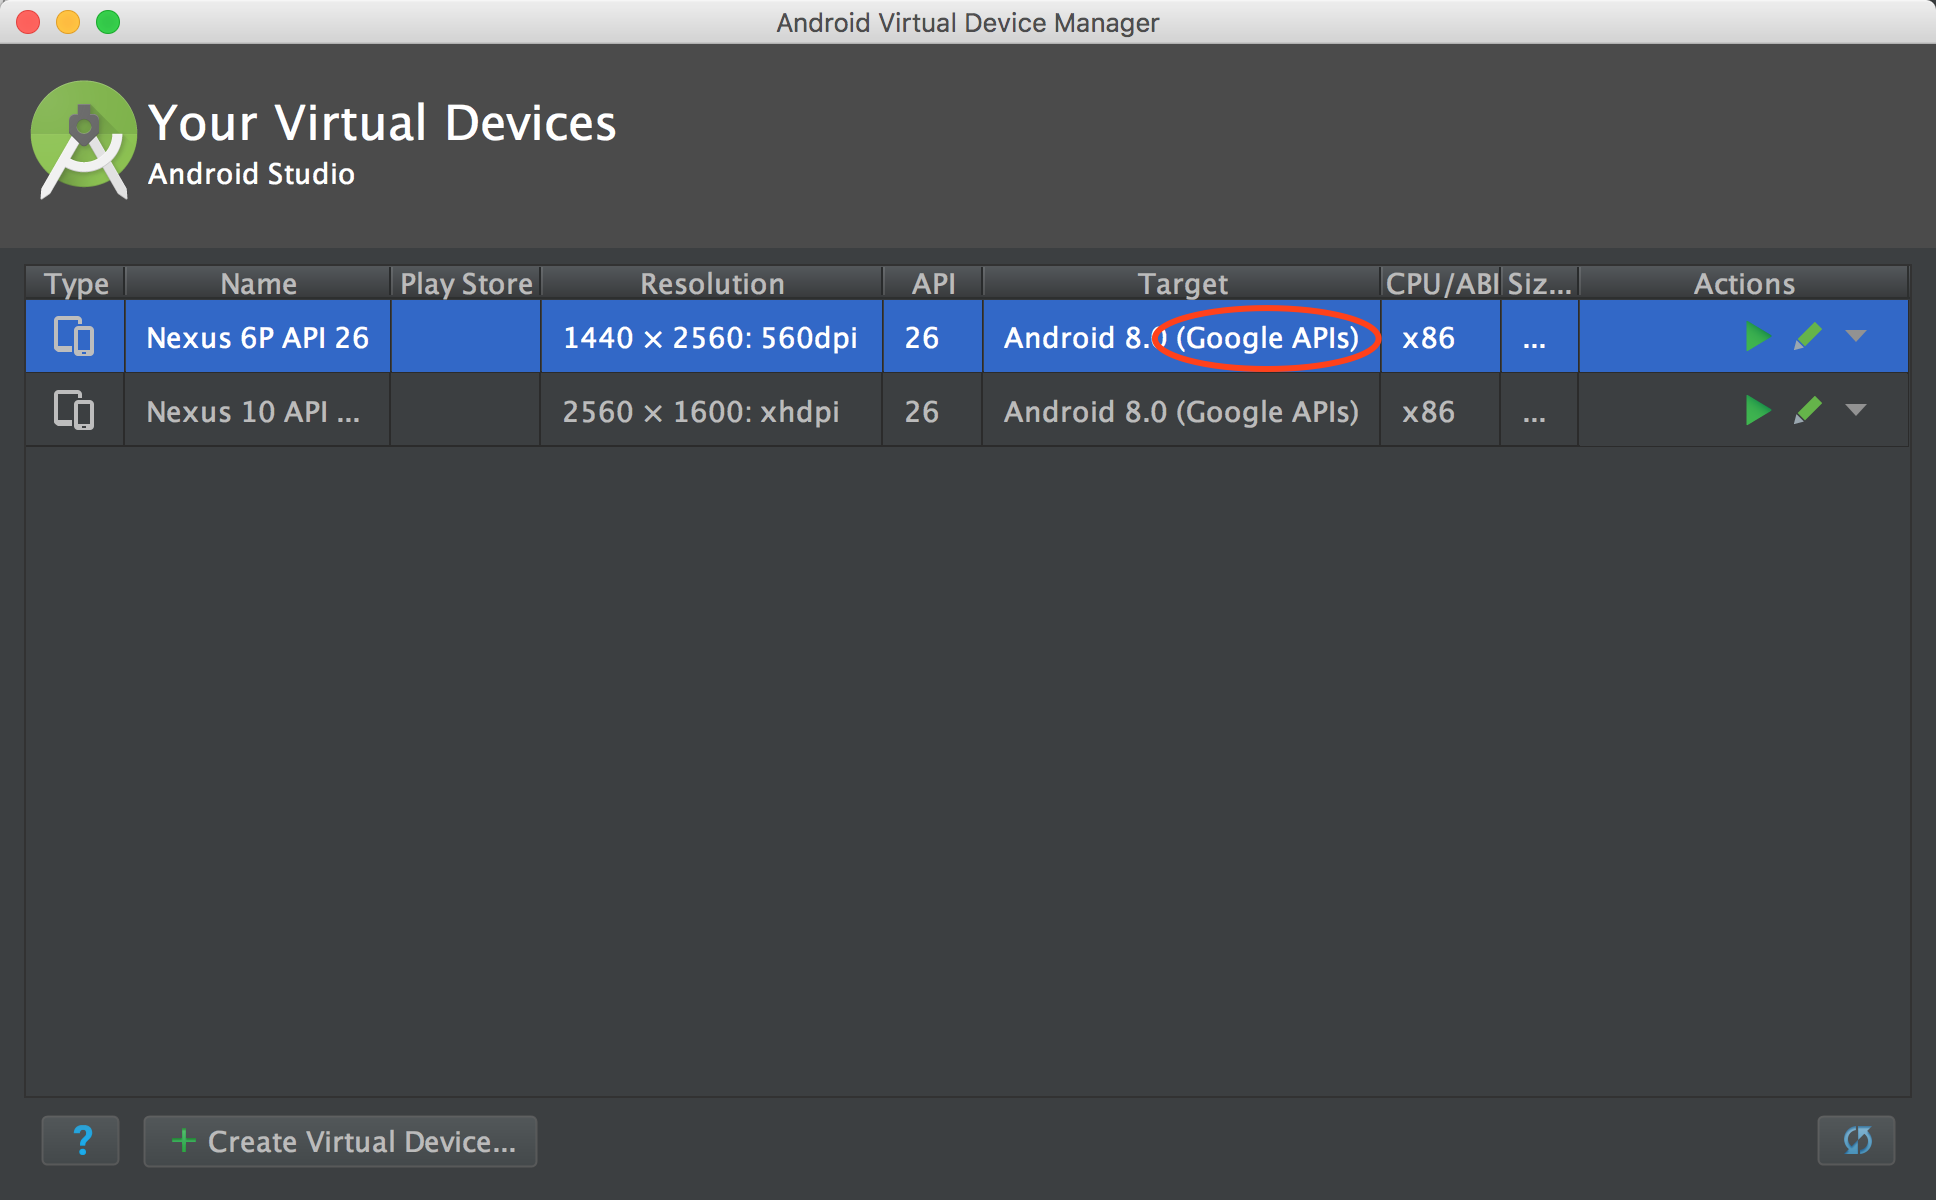 Android Virtual Device Manager
Your Virtual Devices
Android Studio
Type Name Play Store Resolution API Target CPU/ABI Siz... Actions
Nexus 6P API 26 1440 × 2560: 560dpi 26 Android 8.0 (Google APIs) x86 ...
Nexus 10 API ... 2560 × 1600: xhdpi 26 Android 8.0 (Google APIs) x86 ...
? + Create Virtual Device...